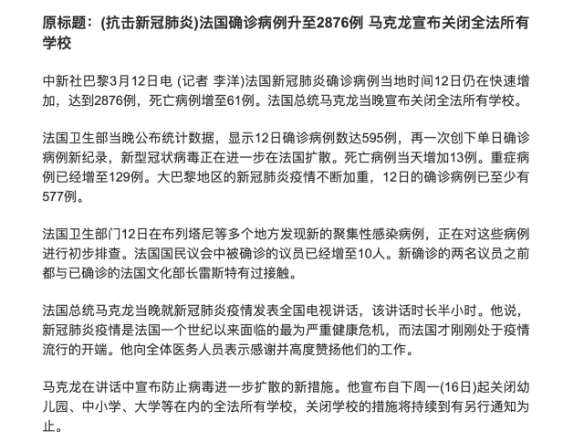 原标题：(抗击新冠肺炎)法国确诊病例升至2876例 马克龙宣布关闭全法所有
学校
中新社巴黎3月12日电 (记者 李洋)法国新冠肺炎确诊病例当地时间12日仍在快速增
加，达到2876例，死亡病例增至61例。法国总统马克龙当晚宣布关闭全法所有学校。
法国卫生部当晚公布统计数据，显示12日确诊病例数达595例，再一次创下单日确诊
病例新纪录，新型冠状病毒正在进一步在法国扩散。死亡病例当天增加13例。重症病
例已经增至129例。大巴黎地区的新冠肺炎疫情不断加重，12日的确诊病例已至少有
577例。
法国卫生部门12日在布列塔尼等多个地方发现新的聚集性感染病例，正在对这些病例
进行初步排查。法国国民议会中被确诊的议员已经增至10人。新确诊的两名议员之前
都与已确诊的法国文化部长雷斯特有过接触。
法国总统马克龙当晚就新冠肺炎疫情发表全国电视讲话，该讲话时长半小时。他说，
新冠肺炎疫情是法国一个世纪以来面临的最为严重健康危机，而法国才刚刚处于疫情
流行的开端。他向全体医务人员表示感谢并高度赞扬他们的工作。
马克龙在讲话中宣布防止病毒进一步扩散的新措施。他宣布自下周一(16日)起关闭幼
儿园、中小学、大学等在内的全法所有学校，关闭学校的措施将持续到有另行通知为
止。